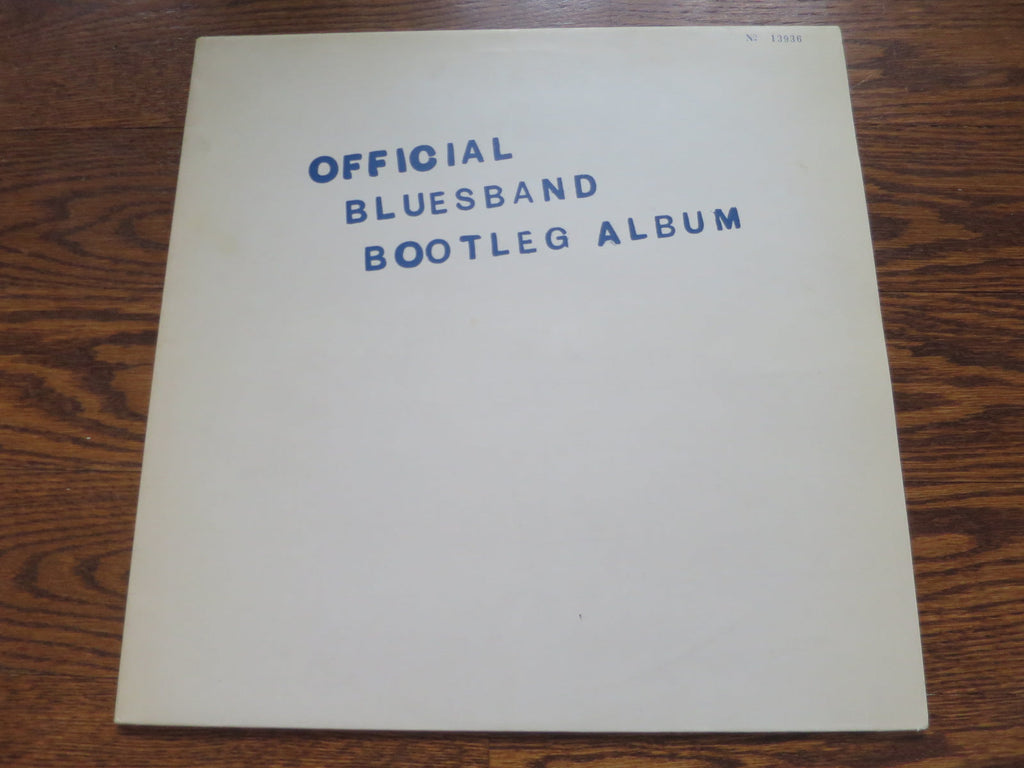 Nº 13936
OFFICIAL
BLUESBAND
BOOTLEG ALBUM